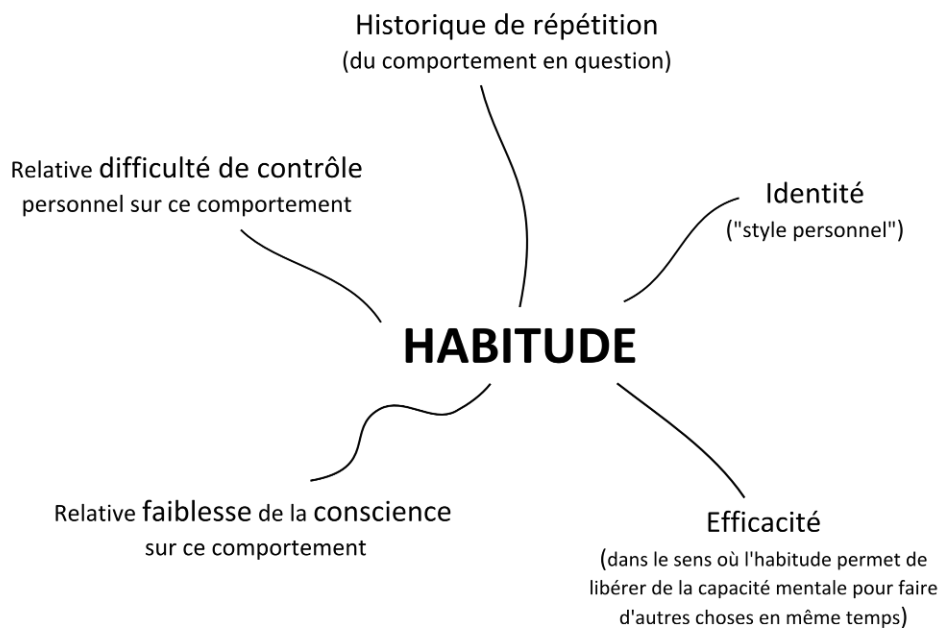 Historique de répétition
(du comportement en question)
Relative difficulté de contrôle
personnel sur ce comportement
Identité
("style personnel")
HABITUDE
Relative faiblesse de la conscience
sur ce comportement
Efficacité
(dans le sens où l'habitude permet de
libérer de la capacité mentale pour faire
d'autres choses en même temps)